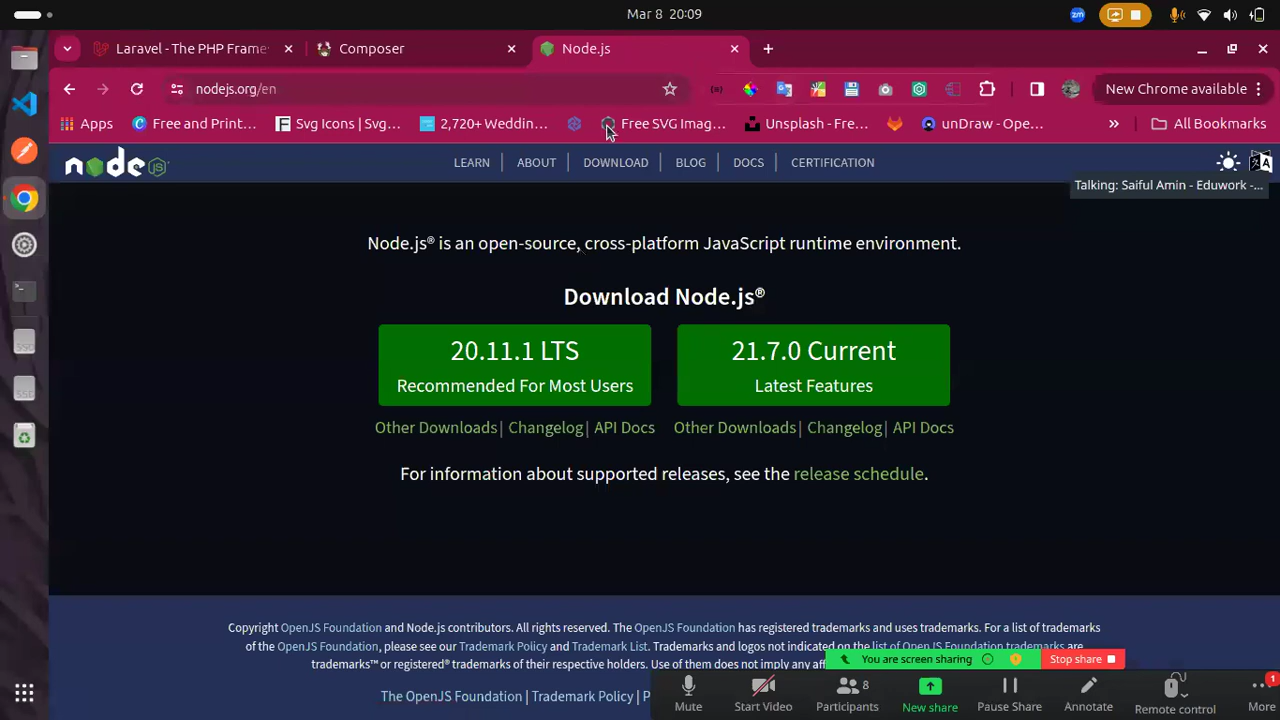 Mar 8 20:09
zm
Laravel - The PHP Frame
Composer
Node.js
nodejs.org/en
New Chrome available
Apps
Free and Print...
Svg Icons | Svg...
2,720+ Weddin...
Free SVG Imag...
Unsplash - Fre...
unDraw - Ope...
»
All Bookmarks
node JS
LEARN | ABOUT | DOWNLOAD | BLOG | DOCS | CERTIFICATION
Talking: Saiful Amin - Eduwork -...
Node.js® is an open-source, cross-platform JavaScript runtime environment.
Download Node.js®
20.11.1 LTS
Recommended For Most Users
21.7.0 Current
Latest Features
Other Downloads | Changelog | API Docs
Other Downloads | Changelog | API Docs
For information about supported releases, see the release schedule.
Copyright OpenJS Foundation and Node.js contributors. All rights reserved. The OpenJS Foundation has registered trademarks and uses trademarks. For a list of trademarks
of the OpenJS Foundation, please see our Trademark Policy and Trademark List. Trademarks and logos not indicated on the list of OpenJS Foundation trademarks are
trademarks™ or registered® trademarks of their respective holders. Use of them does not imply any aff
You are screen sharing
Stop share
The OpenJS Foundation | Trademark Policy | P
Mute
Start Video
8
Participants
New share
Pause Share
Annotate
Remote control
1
More
SSD
SSD